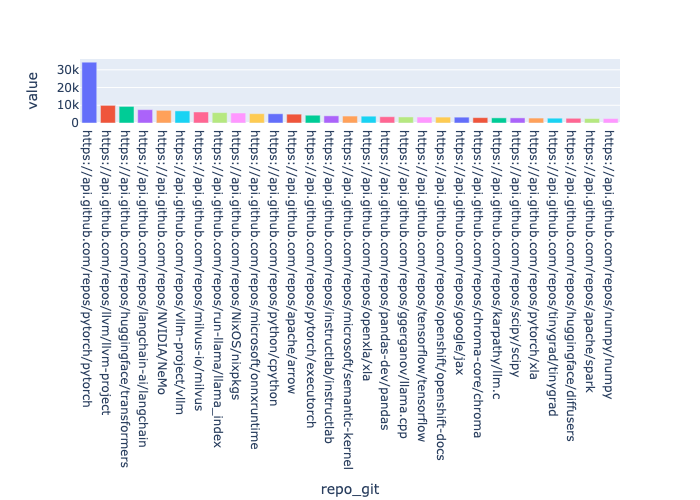 value
30k
20k
10k
0
https://api.github.com/repos/pytorch/pytorch
https://api.github.com/repos/llvm/llvm-project
https://api.github.com/repos/huggingface/transformers
https://api.github.com/repos/langchain-ai/langchain
https://api.github.com/repos/NVIDIA/NeMo
https://api.github.com/repos/vllm-project/vllm
https://api.github.com/repos/milvus-io/milvus
https://api.github.com/repos/run-llama/llama_index
https://api.github.com/repos/NixOS/nixpkgs
https://api.github.com/repos/microsoft/onnxruntime
https://api.github.com/repos/python/cpython
https://api.github.com/repos/apache/arrow
https://api.github.com/repos/pytorch/executorch
https://api.github.com/repos/instructlab/instructlab
https://api.github.com/repos/microsoft/semantic-kernel
https://api.github.com/repos/openxla/xla
https://api.github.com/repos/pandas-dev/pandas
https://api.github.com/repos/ggerganov/llama.cpp
https://api.github.com/repos/tensorflow/tensorflow
https://api.github.com/repos/openshift/openshift-docs
https://api.github.com/repos/google/jax
https://api.github.com/repos/chroma-core/chroma
https://api.github.com/repos/karpathy/llm.c
https://api.github.com/repos/scipy/scipy
https://api.github.com/repos/pytorch/xla
https://api.github.com/repos/tinygrad/tinygrad
https://api.github.com/repos/huggingface/diffusers
https://api.github.com/repos/apache/spark
https://api.github.com/repos/numpy/numpy
repo_git